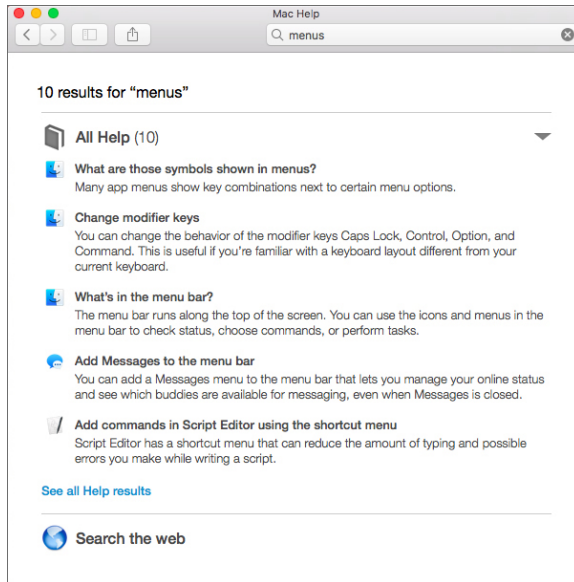 Mac Help
menus
10 results for “menus”
All Help (10)
What are those symbols shown in menus?
Many app menus show key combinations next to certain menu options.
Change modifier keys
You can change the behavior of the modifier keys Caps Lock, Control, Option, and
Command. This is useful if you’re familiar with a keyboard layout different from your
current keyboard.
What’s in the menu bar?
The menu bar runs along the top of the screen. You can use the icons and menus in the
menu bar to check status, choose commands, or perform tasks.
Add Messages to the menu bar
You can add a Messages menu to the menu bar that lets you manage your online status
and see which buddies are available for messaging, even when Messages is closed.
Add commands in Script Editor using the shortcut menu
Script Editor has a shortcut menu that can reduce the amount of typing and possible
errors you make while writing a script.
See all Help results
Search the web